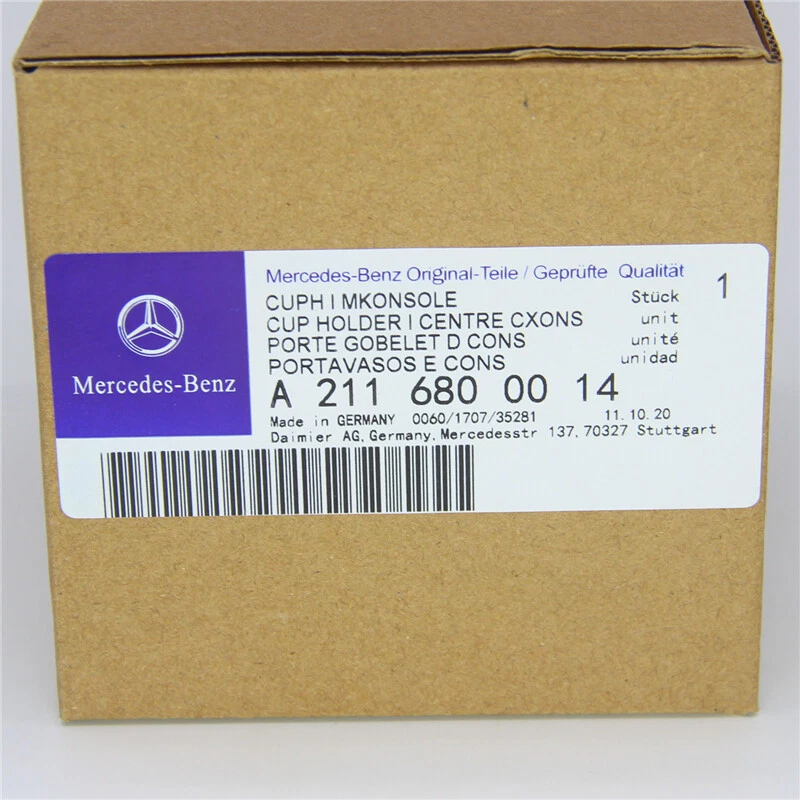 Mercedes-Benz
Mercedes-Benz Original-Teile / Geprüfte Qualität
CUPH I MKONSOLE Stück 1
CUP HOLDER I CENTRE CXONS unit
PORTE GOBELET D CONS unité
PORTAVASOS E CONS unidad
A 211 680 00 14
Made in GERMANY 0060/1707/35281 11.10.20
Daimier AG, Germany, Mercedesstr 137, 70327 Stuttgart